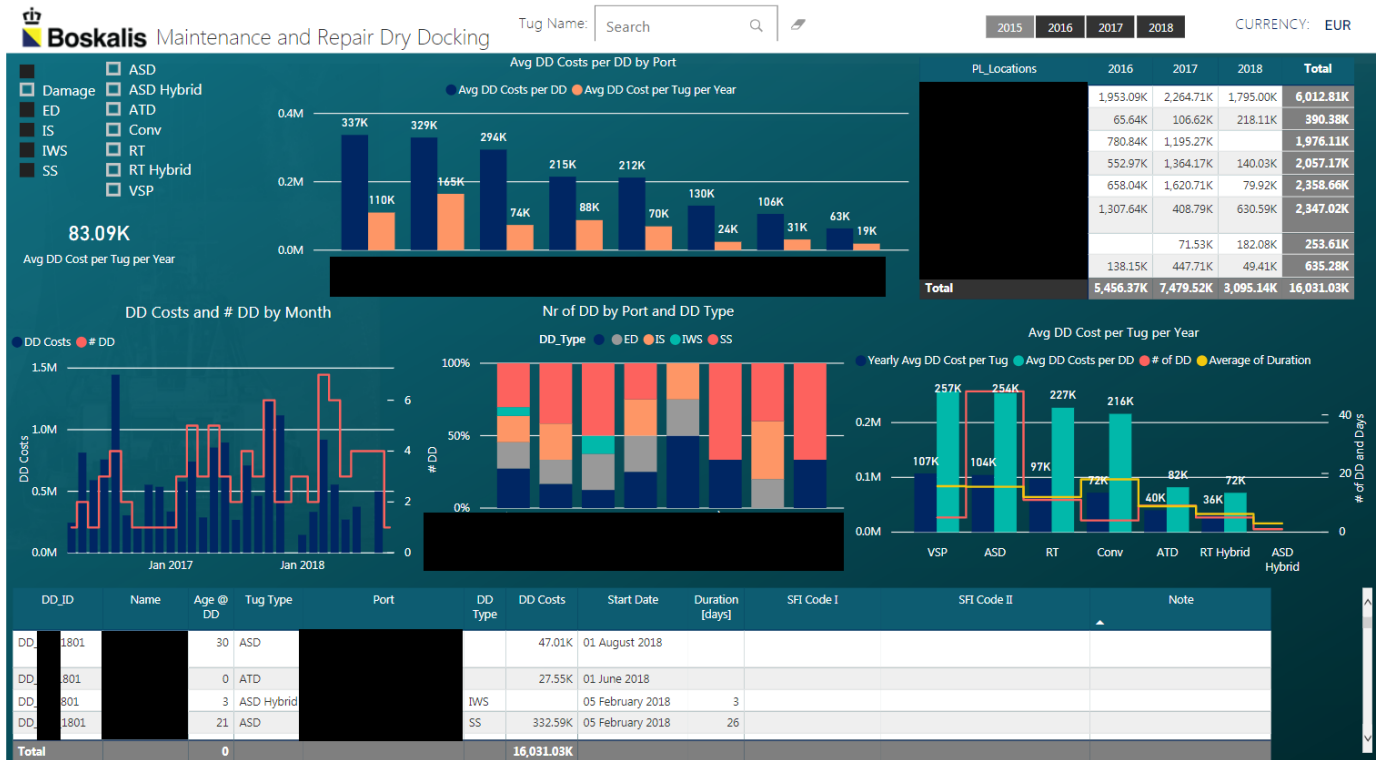 Boskalis Maintenance and Repair Dry Docking
Tug Name:
Search
2015 2016 2017 2018
CURRENCY: EUR
Damage
ED
IS
IWS
SS
ASD
ASD Hybrid
ATD
Conv
RT
RT Hybrid
VSP
83.09K
Avg DD Cost per Tug per Year
Avg DD Costs per DD by Port
Avg DD Costs per DD Avg DD Cost per Tug per Year
0.4M
0.2M
0.0M
337K 329K 294K 215K 212K 130K 106K 63K
110K 165K 74K 88K 70K 24K 31K 19K
PL_Locations 2016 2017 2018 Total
1,953.09K 2,264.71K 1,795.00K 6,012.81K
65.64K 106.62K 218.11K 390.38K
780.84K 1,195.27K 1,976.11K
552.97K 1,364.17K 140.03K 2,057.17K
658.04K 1,620.71K 79.92K 2,358.66K
1,307.64K 408.79K 630.59K 2,347.02K
71.53K 182.08K 253.61K
138.15K 447.71K 49.41K 635.28K
Total 5,456.37K 7,479.52K 3,095.14K 16,031.03K
DD Costs and # DD by Month
DD Costs # DD
1.5M
1.0M
0.5M
0.0M
DD Costs
6
4
2
0
# DD
Jan 2017 Jan 2018
Nr of DD by Port and DD Type
DD_Type ED IS IWS SS
100%
50%
0%
Avg DD Cost per Tug per Year
Yearly Avg DD Cost per Tug Avg DD Costs per DD # of DD Average of Duration
0.2M
0.1M
0.0M
257K 254K 227K 216K 82K 72K
107K 104K 97K 72K 40K 36K
40
20
0
# of DD and Days
VSP ASD RT Conv ATD RT Hybrid ASD Hybrid
DD_ID Name Age @ DD Tug Type Port DD Type DD Costs Start Date Duration [days] SFI Code I SFI Code II Note
DD_ 1801 30 ASD 47.01K 01 August 2018
DD_ 801 0 ATD 27.55K 01 June 2018
DD_ 801 3 ASD Hybrid IWS 05 February 2018 3
DD_ 1801 21 ASD SS 332.59K 05 February 2018 26
Total 0 16,031.03K